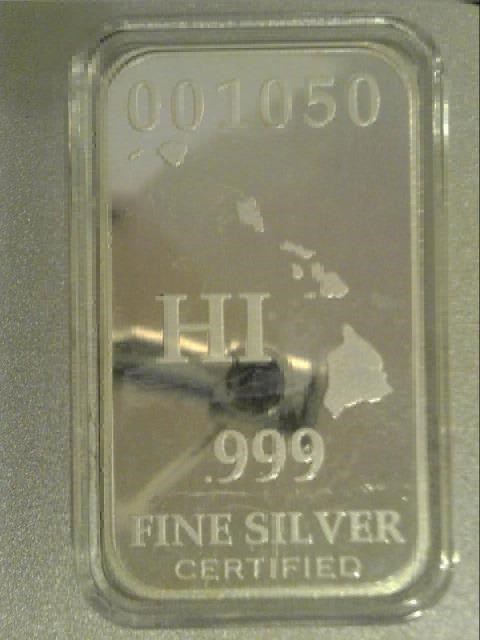 001050
HI
.999
FINE SILVER
CERTIFIED